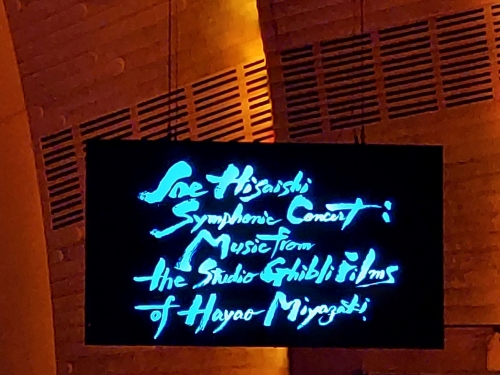 Joe Hisaishi
Symphonic Concert:
Music from
the Studio Ghibli Films
of Hayao Miyazaki